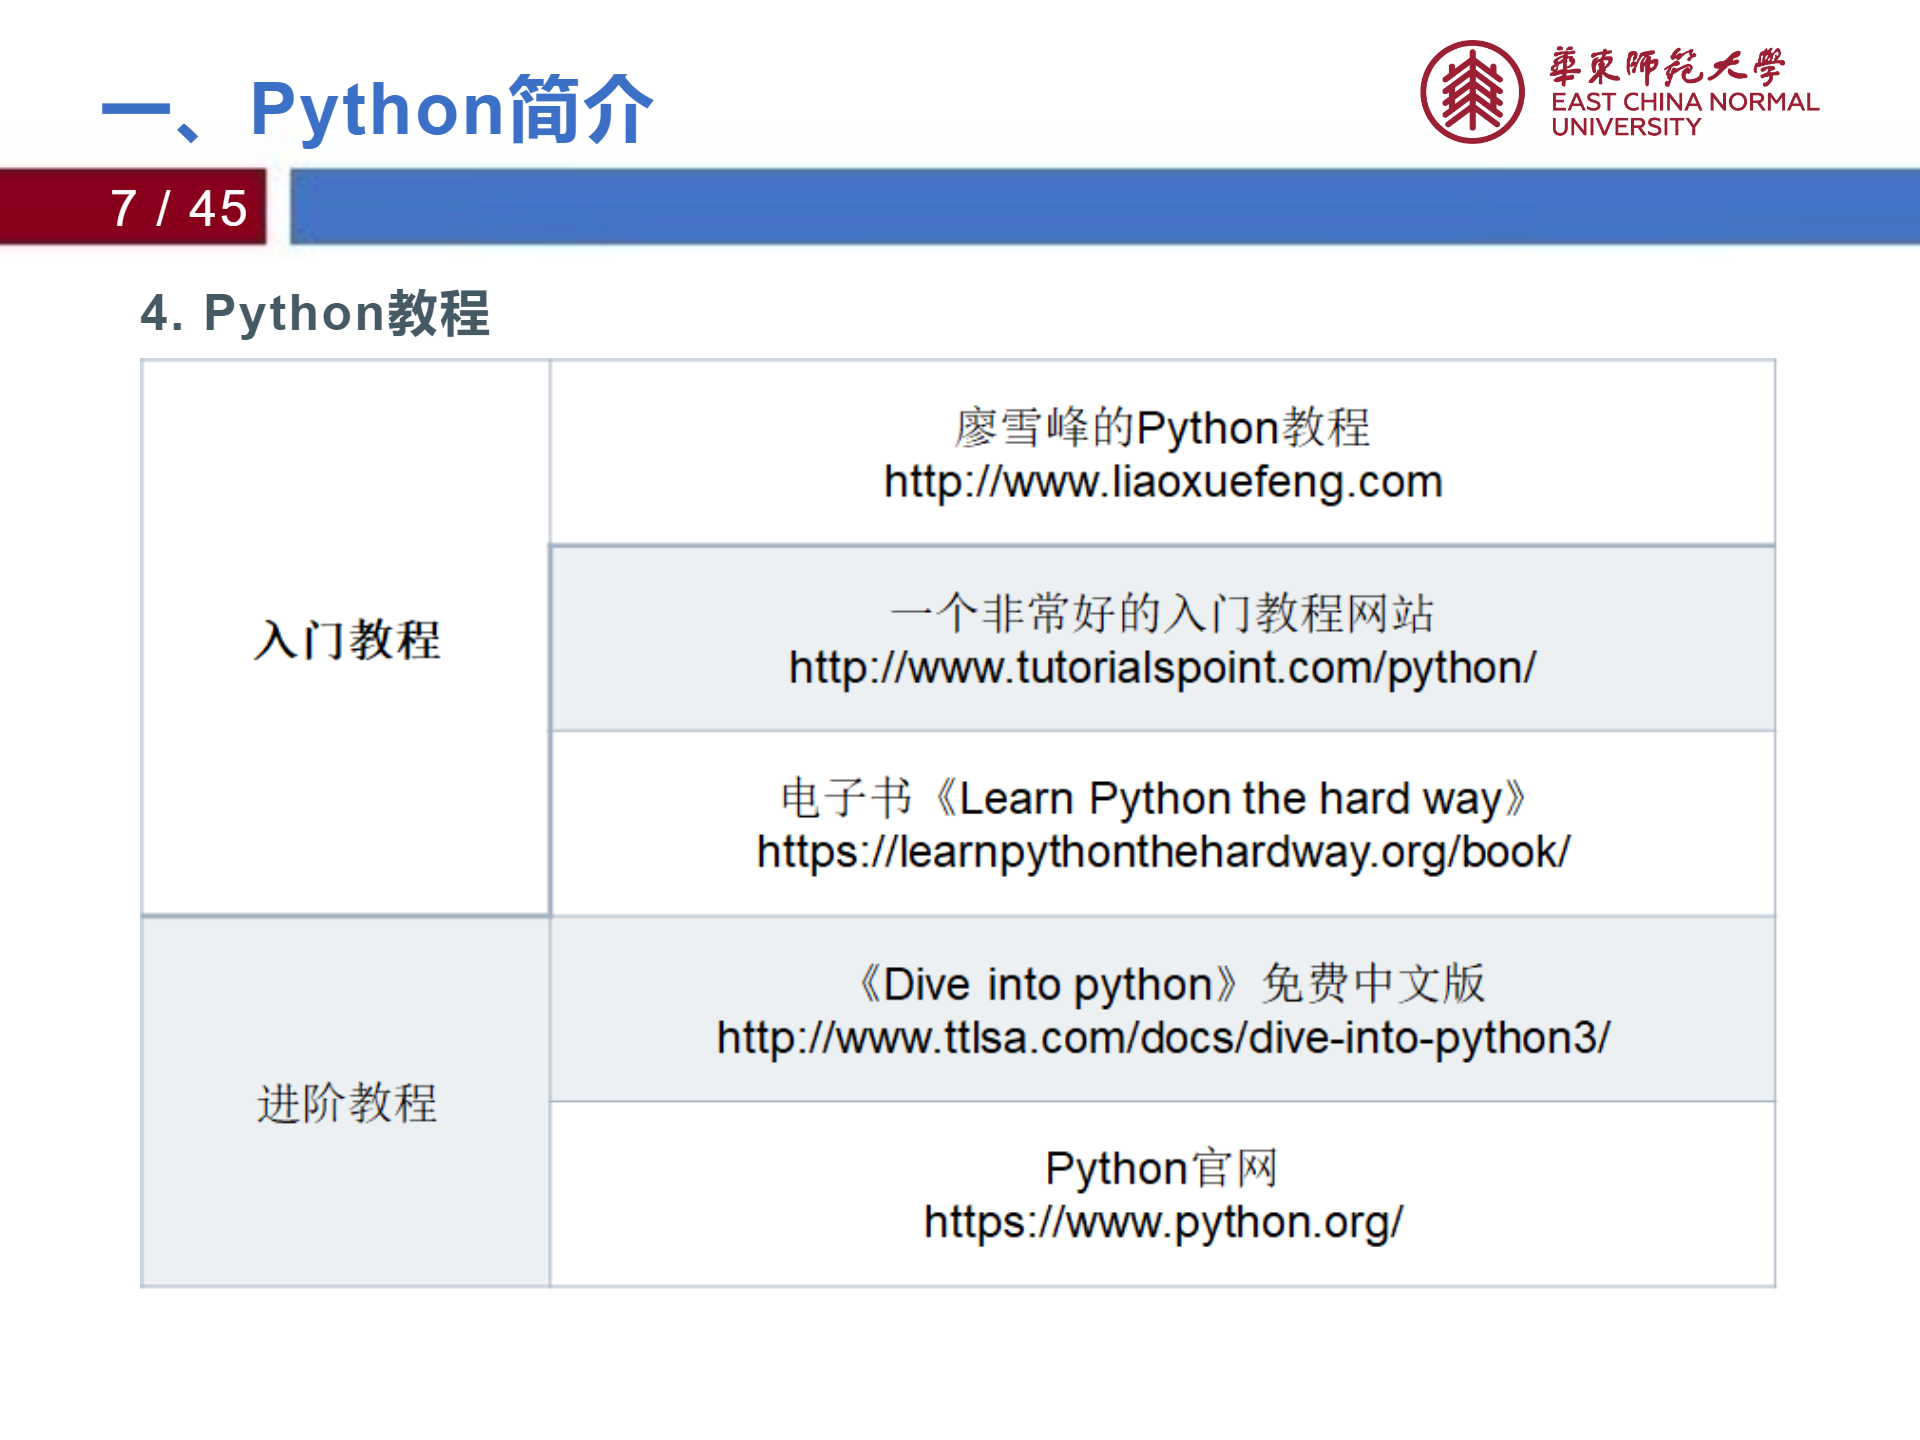 一、Python简介
華東師範大學
EAST CHINA NORMAL
UNIVERSITY
7 / 45
4. Python教程
入门教程
廖雪峰的Python教程
http://www.liaoxuefeng.com
一个非常好的入门教程网站
http://www.tutorialspoint.com/python/
电子书《Learn Python the hard way》
https://learnpythonthehardway.org/book/
进阶教程
《Dive into python》免费中文版
http://www.ttlsa.com/docs/dive-into-python3/
Python官网
https://www.python.org/